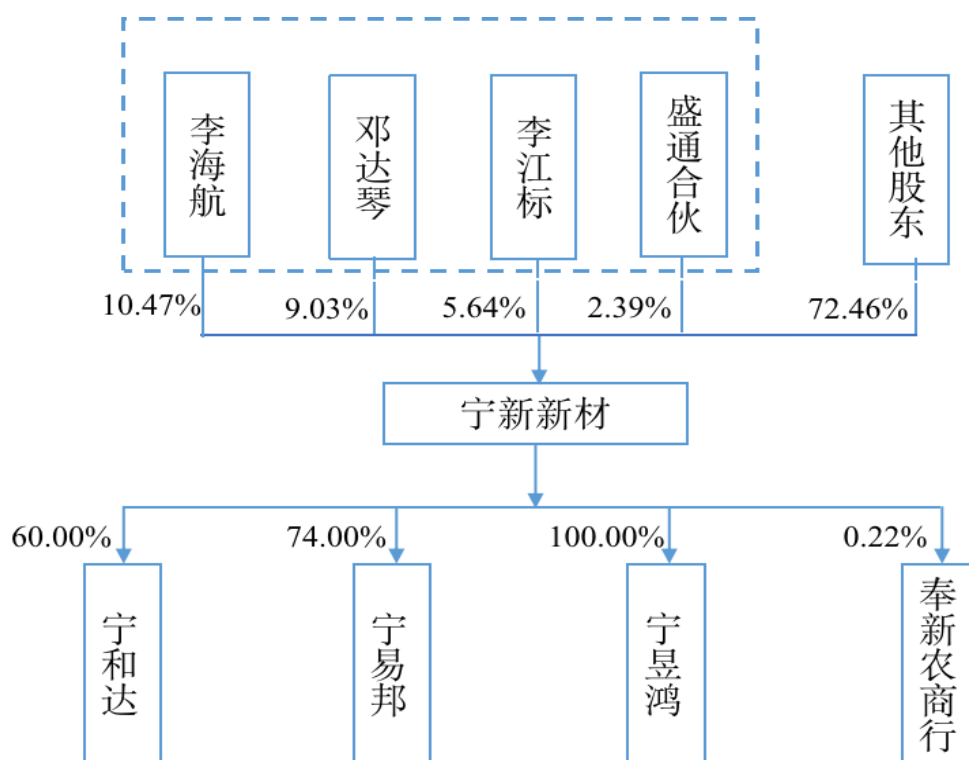 李海航
邓达琴
李江标
盛通合伙
其他股东
10.47%
9.03%
5.64%
2.39%
72.46%
宁新新材
60.00%
74.00%
100.00%
0.22%
宁和达
宁易邦
宁昱鸿
奉新农商行